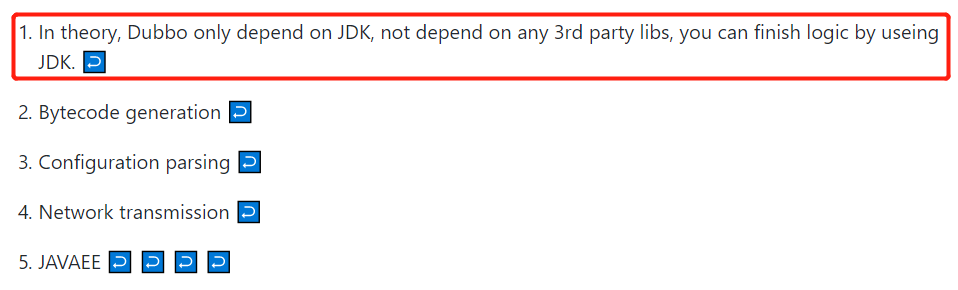 1. In theory, Dubbo only depend on JDK, not depend on any 3rd party libs, you can finish logic by useing
JDK.
2. Bytecode generation
3. Configuration parsing
4. Network transmission
5. JAVAEE